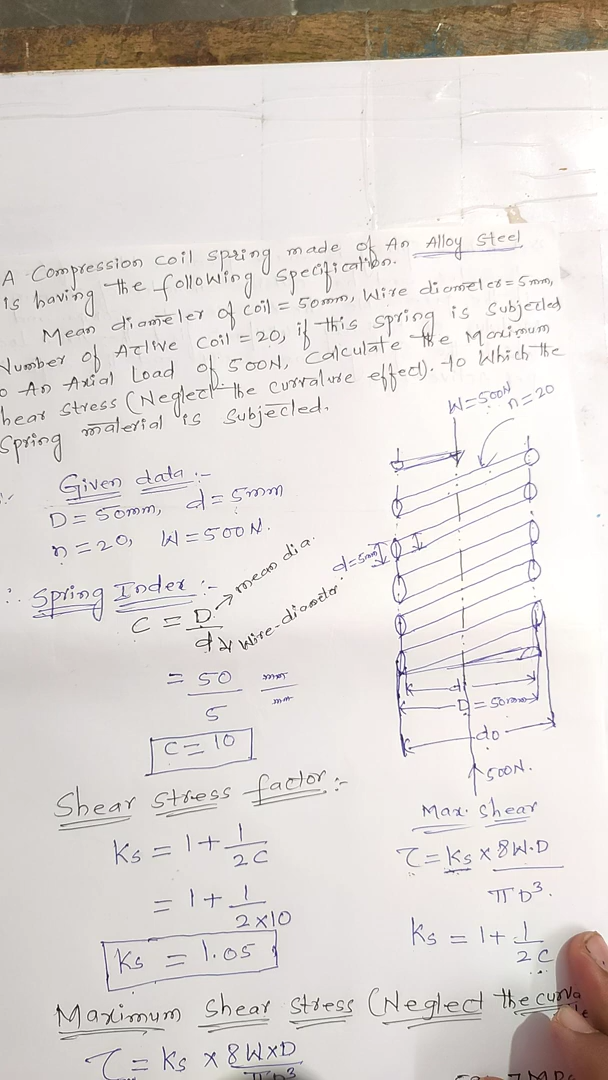 A Compression coil spring made of An Alloy Steel
is having the following Specification.
Mean diameter of coil = 50mm, Wire diameter = 5mm,
Number of Active coil = 20, if this spring is Subjected
o An Axial Load of 500N, Calculate the Maximum
hear Stress (Neglect the curvature effect). to Which the
Spring material is Subjected.
W = 500N
n = 20
Given data :-
D = 50mm, d = 5mm
n = 20, W = 500N.
d = 5mm
∴ Spring Index :-
C = D → mean dia.
d ↘ Wire-diameter
= 50 mm
5 mm
C = 10
d
D = 50mm
do
500N.
Shear Stress factor :-
Ks = 1 + 1
2C
= 1 + 1
2×10
Ks = 1.05
Max. Shear
τ = Ks × 8W.D
πD³.
Ks = 1 + 1
2C
Maximum Shear Stress (Neglect the curva
τ = Ks × 8W×D
πD³